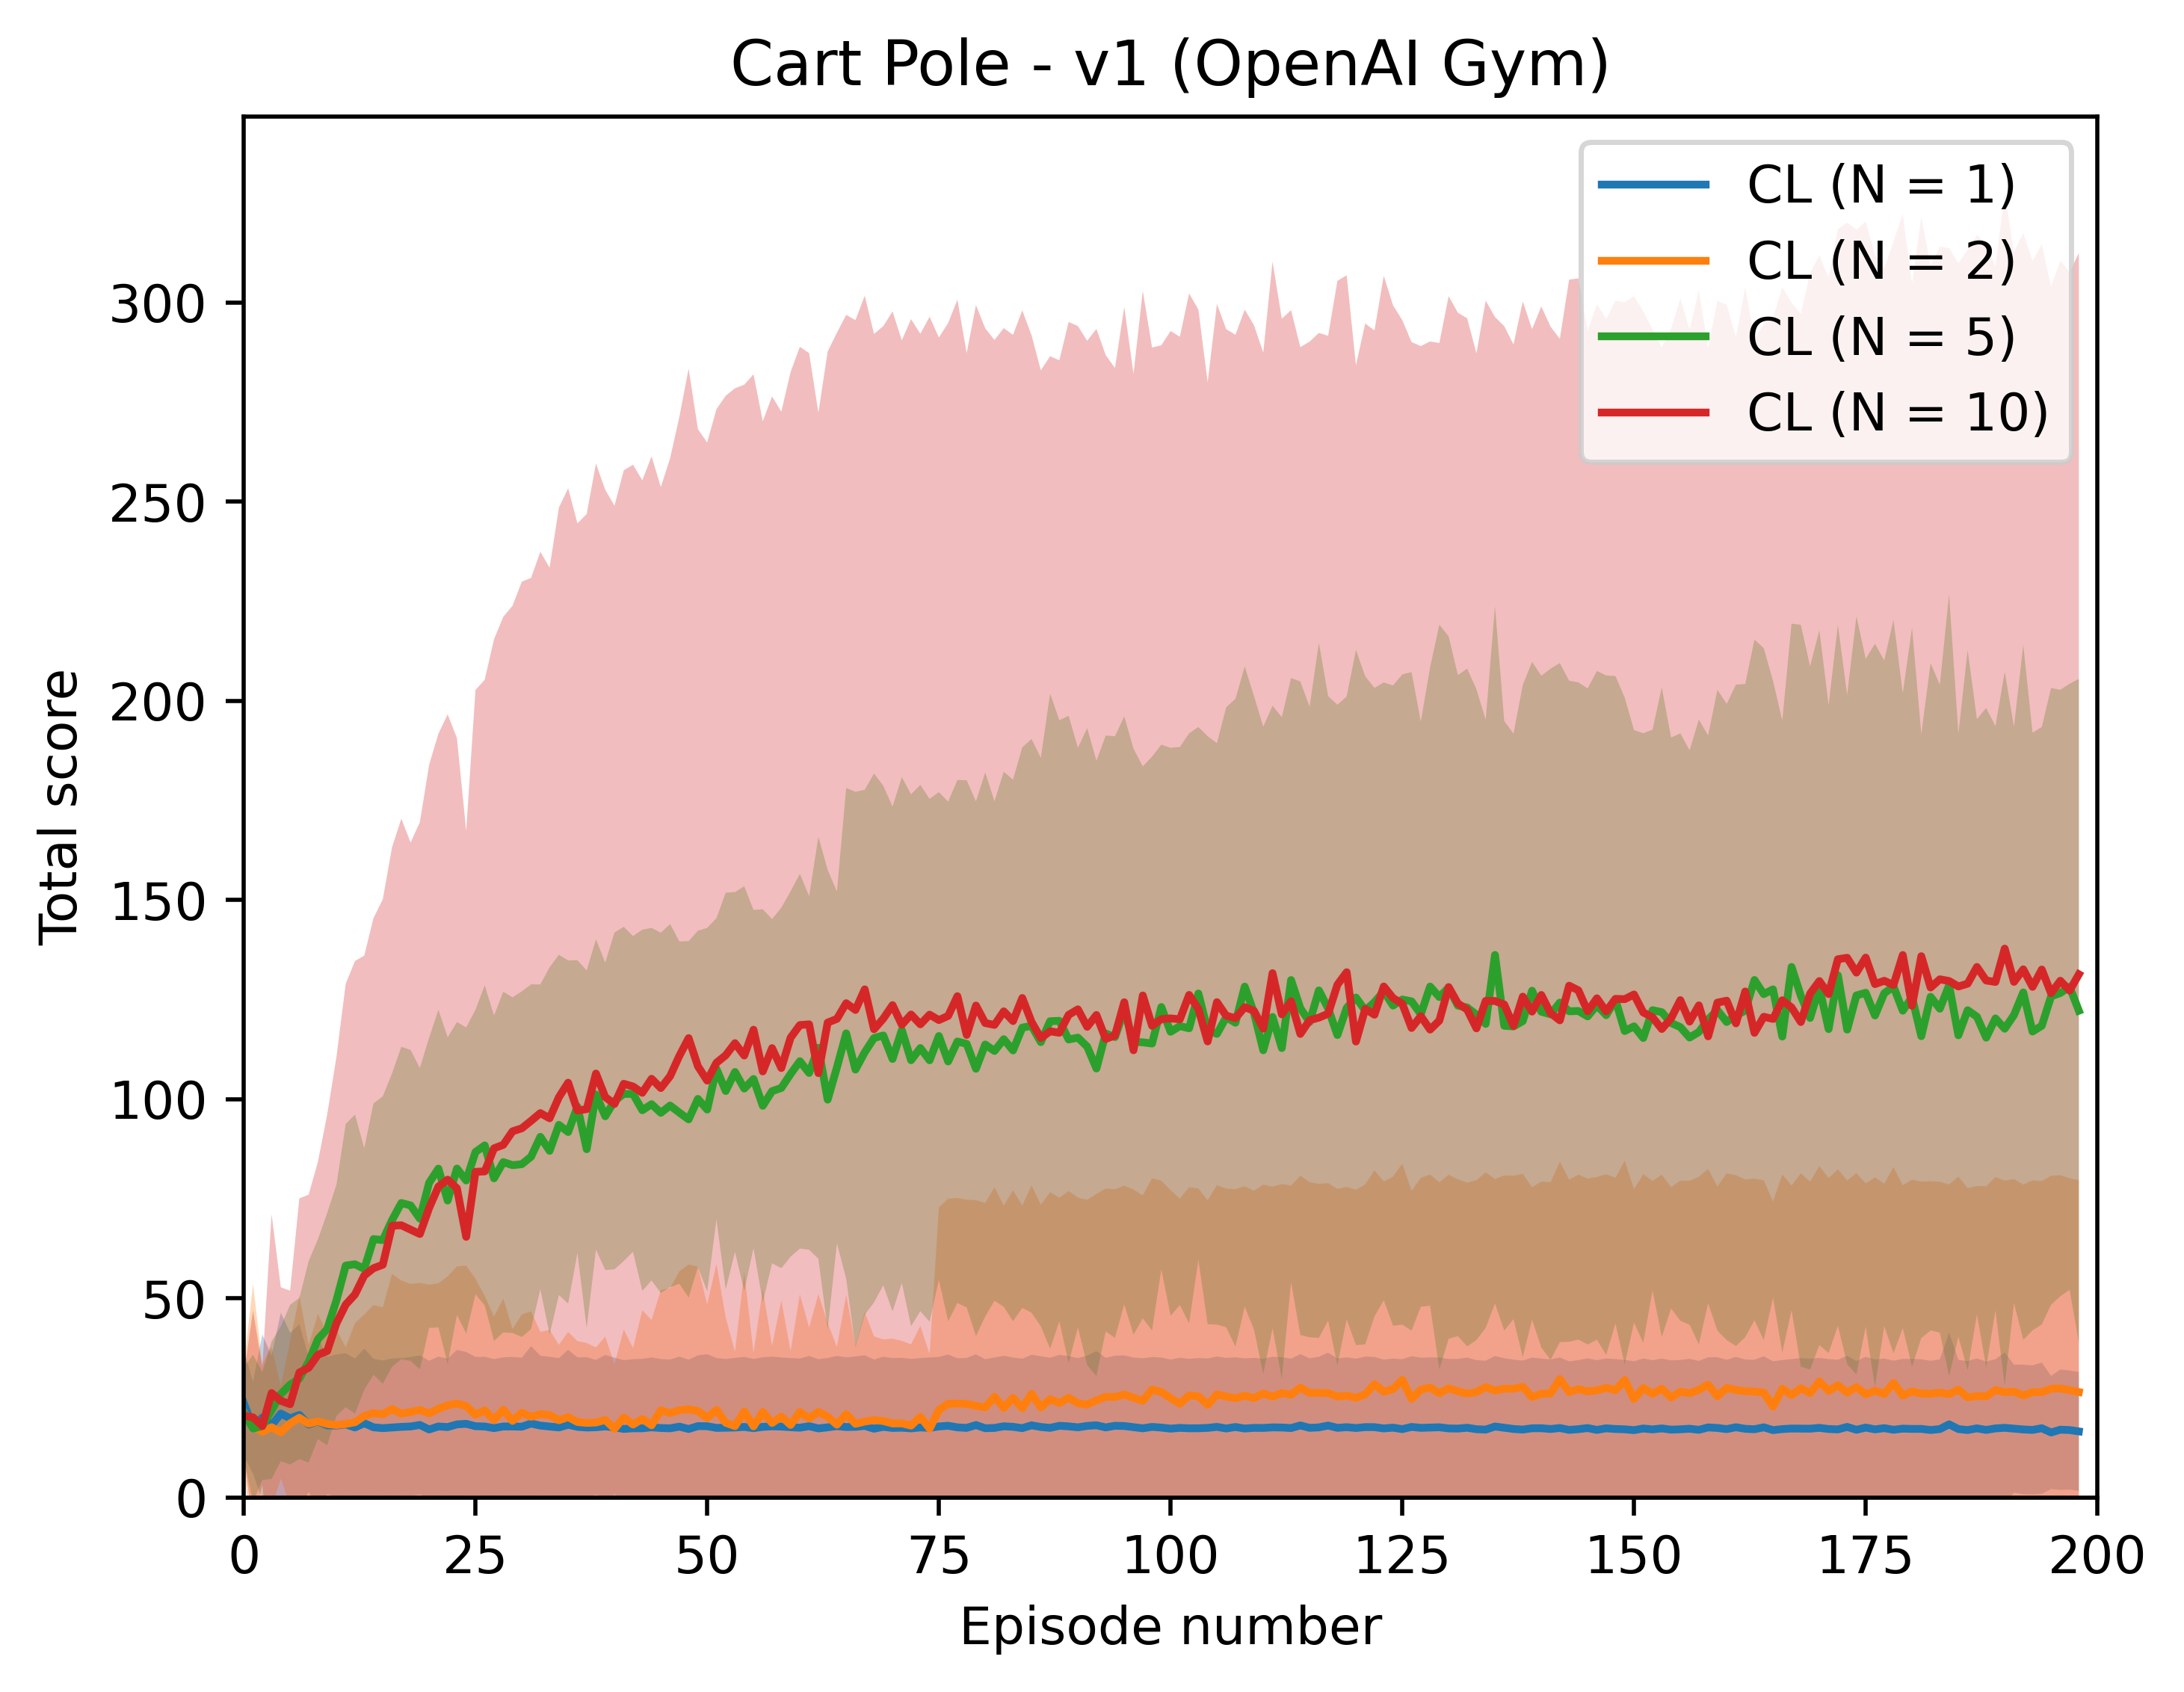 Cart Pole - v1 (OpenAI Gym)
CL (N = 1)
CL (N = 2)
CL (N = 5)
CL (N = 10)
Total score
300
250
200
150
100
50
0
0 25 50 75 100 125 150 175 200
Episode number